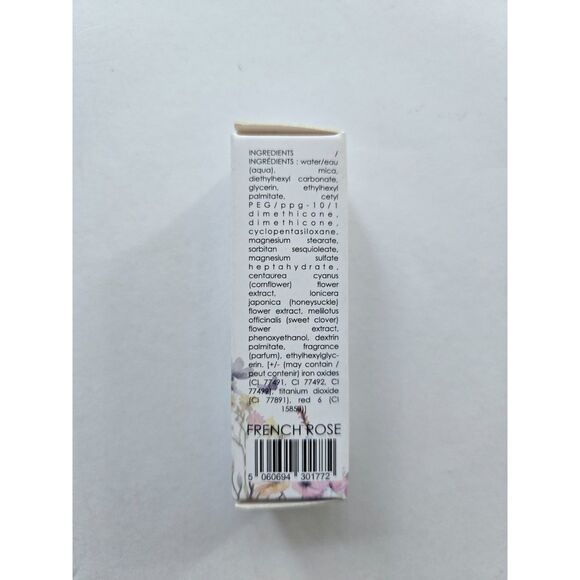 INGREDIENTS /
INGRÉDIENTS : water/eau
(aqua), mica,
diethylhexyl carbonate,
glycerin, ethylhexyl
palmitate, cetyl
PEG/ppg-10/1
dimethicone,
dimethicone,
cyclopentasiloxane,
magnesium stearate,
sorbitan sesquioleate,
magnesium sulfate
heptahydrate,
centaurea cyanus
(cornflower) flower
extract, lonicera
japonica (honeysuckle)
flower extract, melilotus
officinalis (sweet clover)
flower extract,
phenoxyethanol, dextrin
palmitate, fragrance
(parfum), ethylhexylglyc-
erin. [+/- (may contain /
peut contenir) iron oxides
(CI 77491, CI 77492, CI
77499), titanium dioxide
(CI 77891), red 6 (CI
15850)]
FRENCH ROSE
5 060694 301772